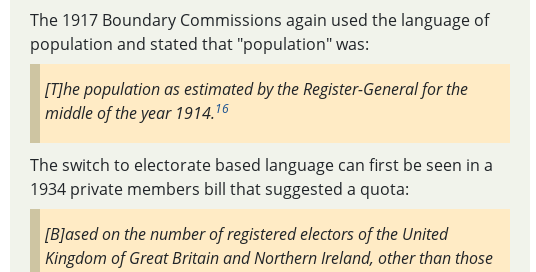 The 1917 Boundary Commissions again used the language of
population and stated that "population" was:
[T]he population as estimated by the Register-General for the
middle of the year 1914.16
The switch to electorate based language can first be seen in a
1934 private members bill that suggested a quota:
[B]ased on the number of registered electors of the United
Kingdom of Great Britain and Northern Ireland, other than those